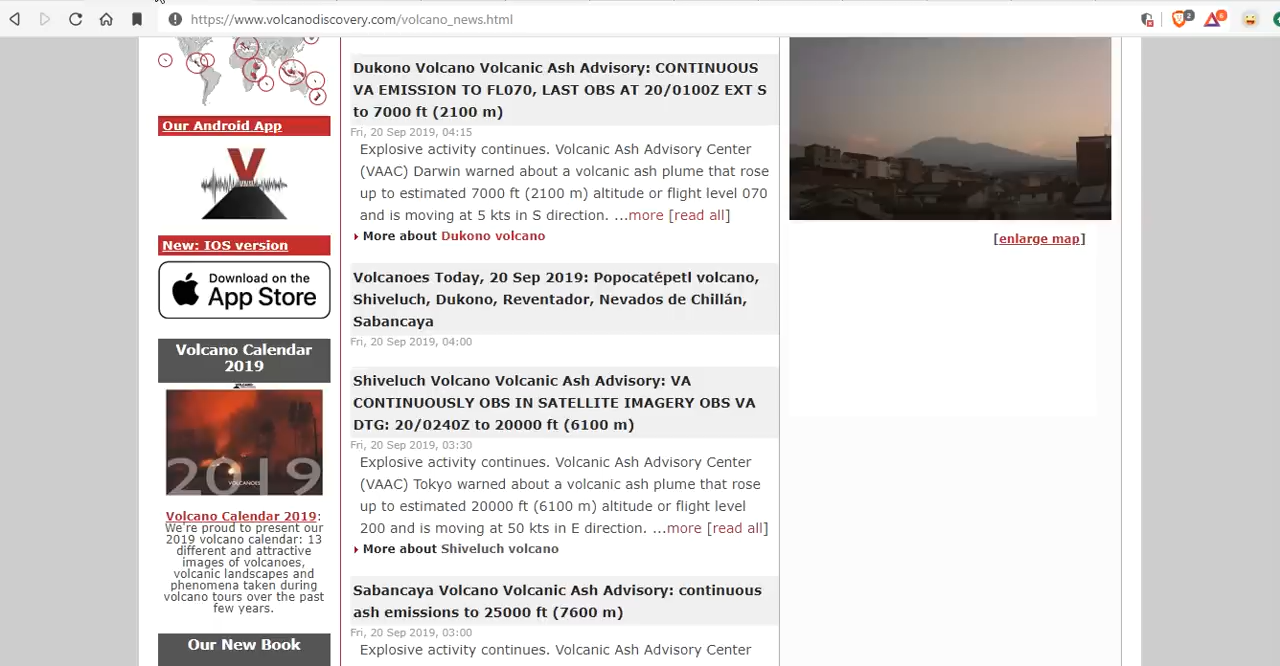 https://www.volcanodiscovery.com/volcano_news.html
2
6
Our Android App
New: IOS version
Download on the
App Store
Volcano Calendar
2019
2019
VOLCANOES
Volcano Calendar 2019:
We're proud to present our
2019 volcano calendar: 13
different and attractive
images of volcanoes,
volcanic landscapes and
phenomena taken during
volcano tours over the past
few years.
Our New Book
Dukono Volcano Volcanic Ash Advisory: CONTINUOUS
VA EMISSION TO FL070, LAST OBS AT 20/0100Z EXT S
to 7000 ft (2100 m)
Fri, 20 Sep 2019, 04:15
Explosive activity continues. Volcanic Ash Advisory Center
(VAAC) Darwin warned about a volcanic ash plume that rose
up to estimated 7000 ft (2100 m) altitude or flight level 070
and is moving at 5 kts in S direction. ...more [read all]
More about Dukono volcano
Volcanoes Today, 20 Sep 2019: Popocatépetl volcano,
Shiveluch, Dukono, Reventador, Nevados de Chillán,
Sabancaya
Fri, 20 Sep 2019, 04:00
Shiveluch Volcano Volcanic Ash Advisory: VA
CONTINUOUSLY OBS IN SATELLITE IMAGERY OBS VA
DTG: 20/0240Z to 20000 ft (6100 m)
Fri, 20 Sep 2019, 03:30
Explosive activity continues. Volcanic Ash Advisory Center
(VAAC) Tokyo warned about a volcanic ash plume that rose
up to estimated 20000 ft (6100 m) altitude or flight level
200 and is moving at 50 kts in E direction. ...more [read all]
More about Shiveluch volcano
Sabancaya Volcano Volcanic Ash Advisory: continuous
ash emissions to 25000 ft (7600 m)
Fri, 20 Sep 2019, 03:00
Explosive activity continues. Volcanic Ash Advisory Center
[enlarge map]